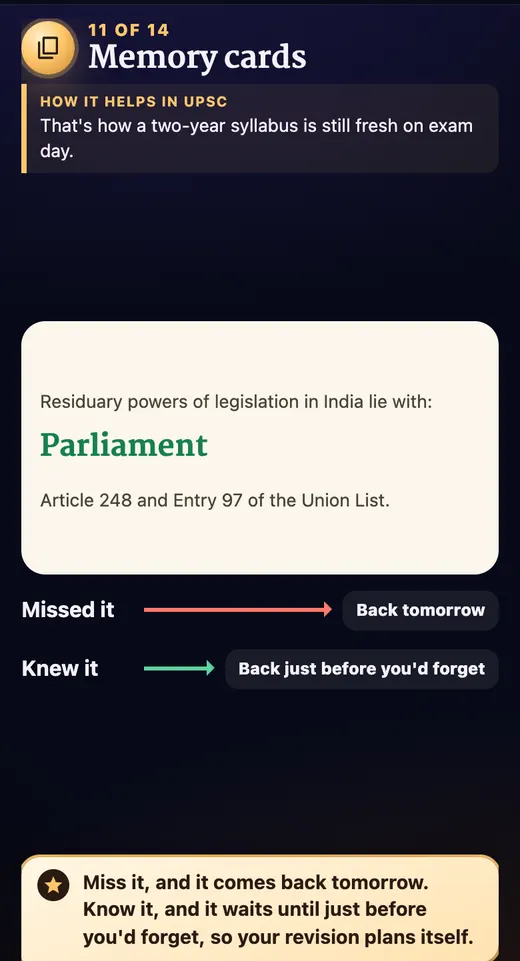 11 OF 14
Memory cards
HOW IT HELPS IN UPSC
That's how a two-year syllabus is still fresh on exam
day.
Residuary powers of legislation in India lie with:
Parliament
Article 248 and Entry 97 of the Union List.
Missed it
Back tomorrow
Knew it
Back just before you'd forget
Miss it, and it comes back tomorrow.
Know it, and it waits until just before
you'd forget, so your revision plans itself.